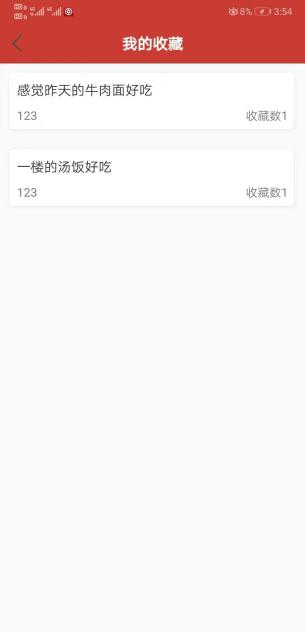 8% 3:54
我的收藏
感觉昨天的牛肉面好吃
123 收藏数1
一楼的汤饭好吃
123 收藏数1